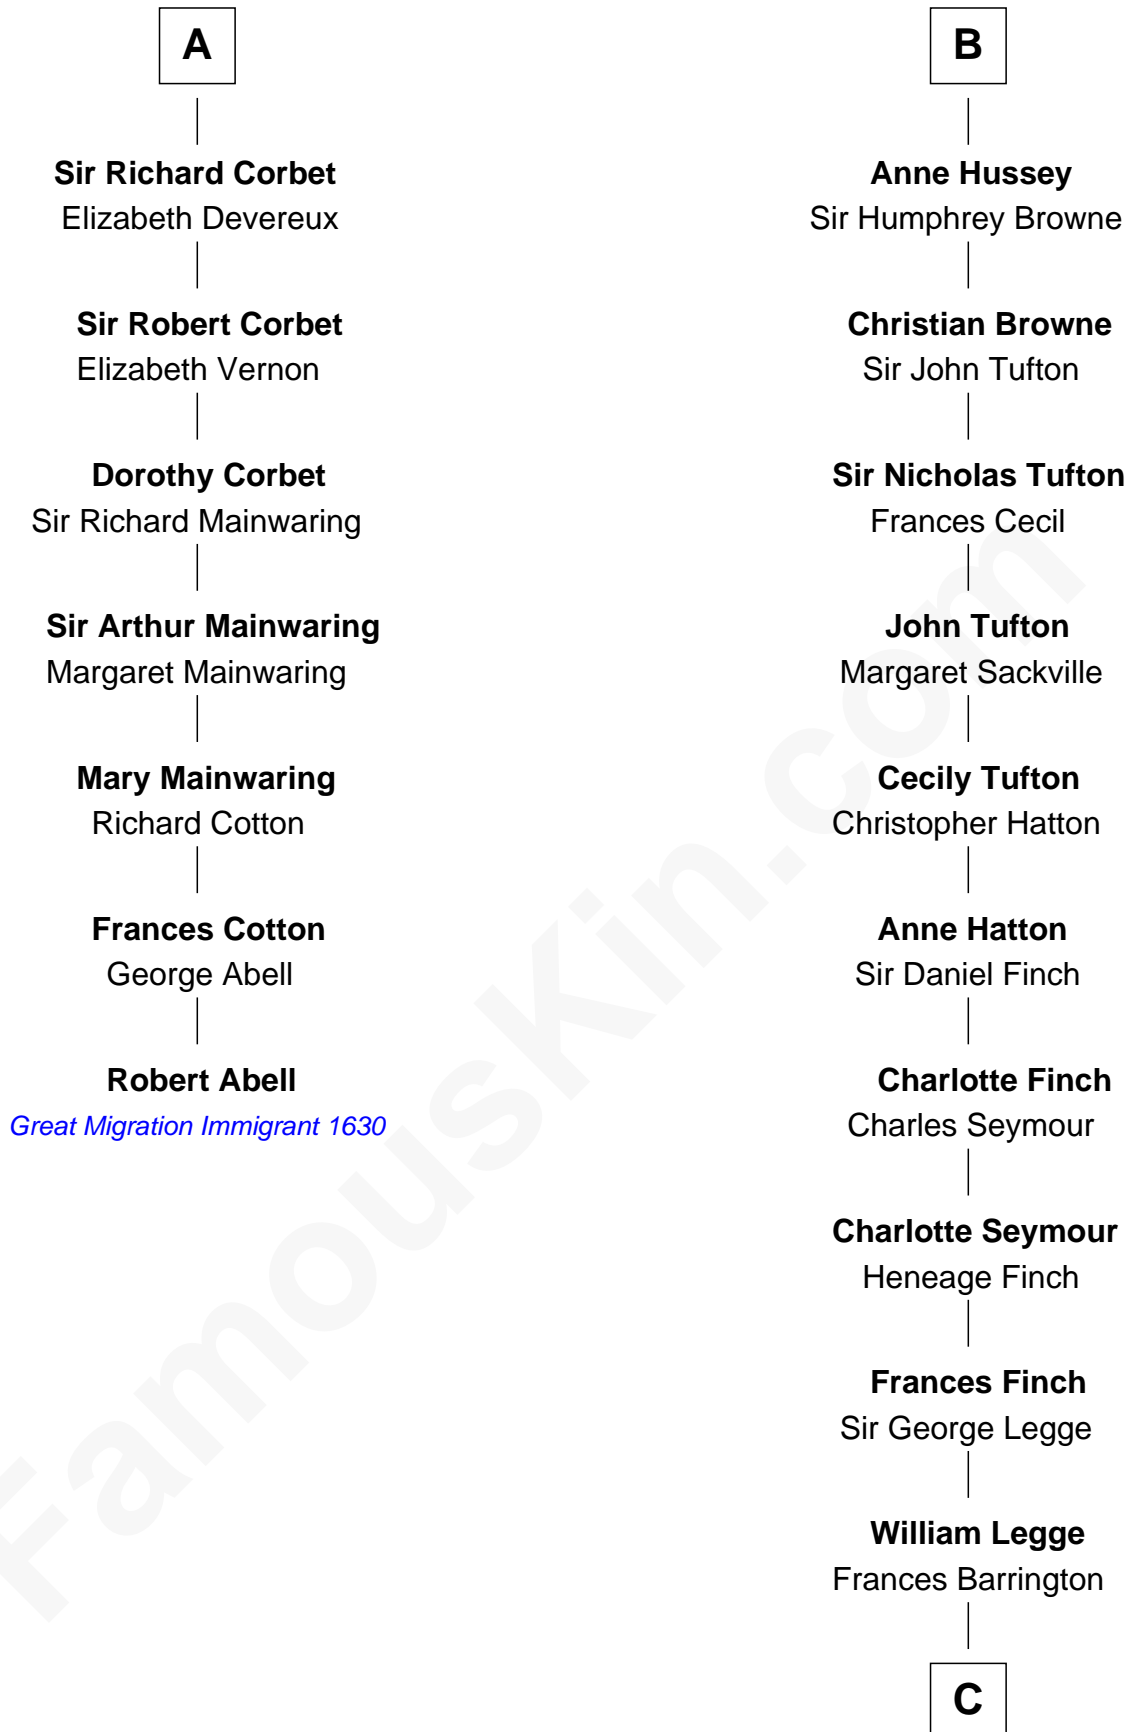 A
Sir Richard Corbet
Elizabeth Devereux
Sir Robert Corbet
Elizabeth Vernon
Dorothy Corbet
Sir Richard Mainwaring
Sir Arthur Mainwaring
Margaret Mainwaring
Mary Mainwaring
Richard Cotton
Frances Cotton
George Abell
Robert Abell
Great Migration Immigrant 1630
B
Anne Hussey
Sir Humphrey Browne
Christian Browne
Sir John Tufton
Sir Nicholas Tufton
Frances Cecil
John Tufton
Margaret Sackville
Cecily Tufton
Christopher Hatton
Anne Hatton
Sir Daniel Finch
Charlotte Finch
Charles Seymour
Charlotte Seymour
Heneage Finch
Frances Finch
Sir George Legge
William Legge
Frances Barrington
C
FamousKin.com